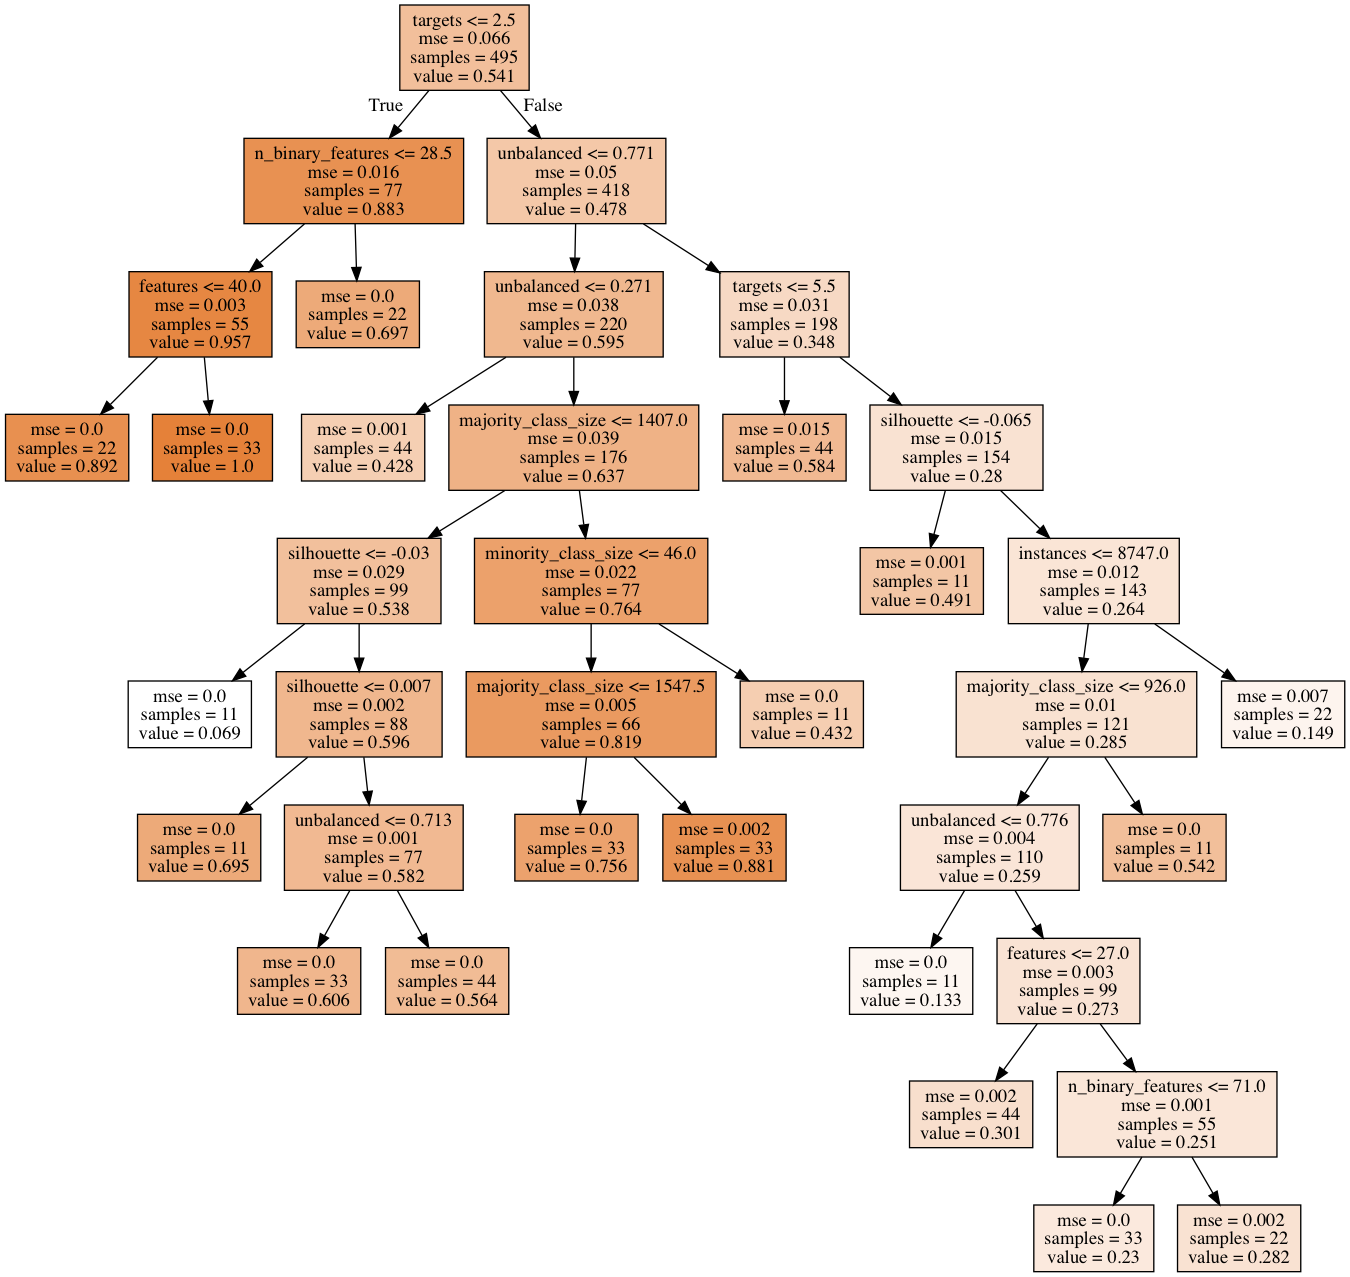 targets <= 2.5
mse = 0.066
samples = 495
value = 0.541
True
False
n_binary_features <= 28.5
mse = 0.016
samples = 77
value = 0.883
unbalanced <= 0.771
mse = 0.05
samples = 418
value = 0.478
features <= 40.0
mse = 0.003
samples = 55
value = 0.957
mse = 0.0
samples = 22
value = 0.697
unbalanced <= 0.271
mse = 0.038
samples = 220
value = 0.595
targets <= 5.5
mse = 0.031
samples = 198
value = 0.348
mse = 0.0
samples = 22
value = 0.892
mse = 0.0
samples = 33
value = 1.0
mse = 0.001
samples = 44
value = 0.428
majority_class_size <= 1407.0
mse = 0.039
samples = 176
value = 0.637
mse = 0.015
samples = 44
value = 0.584
silhouette <= -0.065
mse = 0.015
samples = 154
value = 0.28
silhouette <= -0.03
mse = 0.029
samples = 99
value = 0.538
minority_class_size <= 46.0
mse = 0.022
samples = 77
value = 0.764
mse = 0.001
samples = 11
value = 0.491
instances <= 8747.0
mse = 0.012
samples = 143
value = 0.264
mse = 0.0
samples = 11
value = 0.069
silhouette <= 0.007
mse = 0.002
samples = 88
value = 0.596
majority_class_size <= 1547.5
mse = 0.005
samples = 66
value = 0.819
mse = 0.0
samples = 11
value = 0.432
majority_class_size <= 926.0
mse = 0.01
samples = 121
value = 0.285
mse = 0.007
samples = 22
value = 0.149
mse = 0.0
samples = 11
value = 0.695
unbalanced <= 0.713
mse = 0.001
samples = 77
value = 0.582
mse = 0.0
samples = 33
value = 0.756
mse = 0.002
samples = 33
value = 0.881
unbalanced <= 0.776
mse = 0.004
samples = 110
value = 0.259
mse = 0.0
samples = 11
value = 0.542
mse = 0.0
samples = 33
value = 0.606
mse = 0.0
samples = 44
value = 0.564
mse = 0.0
samples = 11
value = 0.133
features <= 27.0
mse = 0.003
samples = 99
value = 0.273
mse = 0.002
samples = 44
value = 0.301
n_binary_features <= 71.0
mse = 0.001
samples = 55
value = 0.251
mse = 0.0
samples = 33
value = 0.23
mse = 0.002
samples = 22
value = 0.282